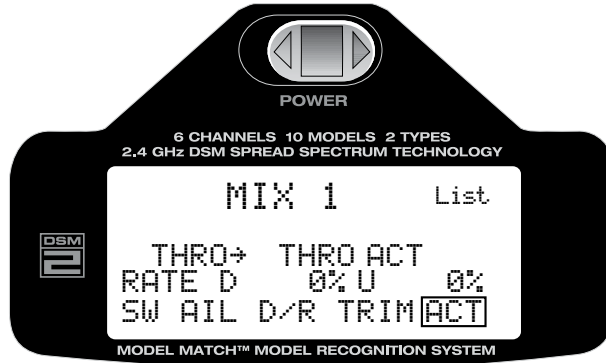 POWER
6 CHANNELS 10 MODELS 2 TYPES
2.4 GHz DSM SPREAD SPECTRUM TECHNOLOGY
MIX 1 List
DSM
2
THRO→ THRO ACT
RATE D 0% U 0%
SW AIL D/R TRIM ACT
MODEL MATCH™ MODEL RECOGNITION SYSTEM